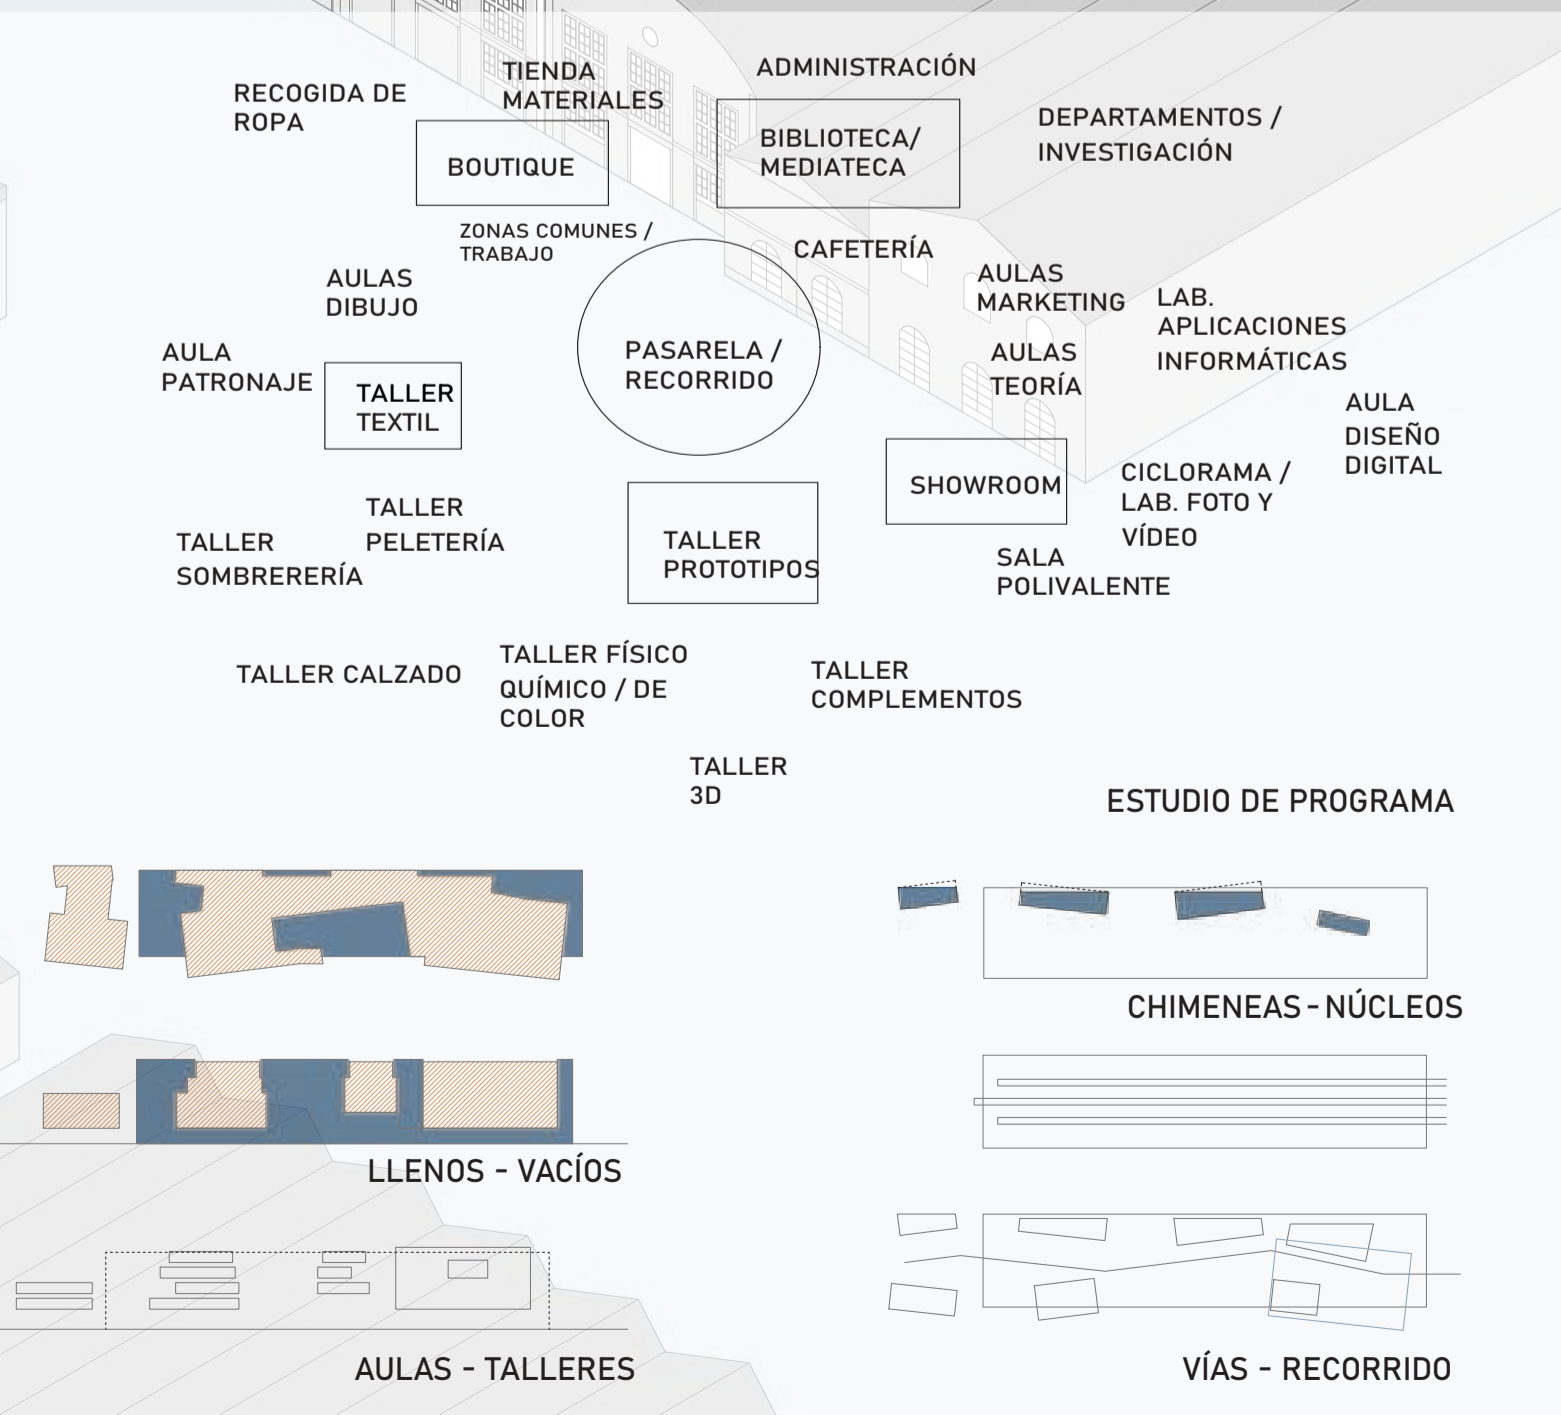 RECOGIDA DE
ROPA
TIENDA
MATERIALES
ADMINISTRACIÓN
BOUTIQUE
BIBLIOTECA/
MEDIATECA
DEPARTAMENTOS /
INVESTIGACIÓN
ZONAS COMUNES /
TRABAJO
CAFETERÍA
AULAS
DIBUJO
AULAS
MARKETING
LAB.
APLICACIONES
INFORMÁTICAS
AULA
PATRONAJE
TALLER
TEXTIL
PASARELA /
RECORRIDO
AULAS
TEORÍA
AULA
DISEÑO
DIGITAL
SHOWROOM
CICLORAMA /
LAB. FOTO Y
VÍDEO
TALLER
PELETERÍA
TALLER
SOMBRERERÍA
TALLER
PROTOTIPOS
SALA
POLIVALENTE
TALLER CALZADO
TALLER FÍSICO
QUÍMICO / DE
COLOR
TALLER
COMPLEMENTOS
TALLER
3D
ESTUDIO DE PROGRAMA
CHIMENEAS - NÚCLEOS
LLENOS - VACÍOS
AULAS - TALLERES
VÍAS - RECORRIDO